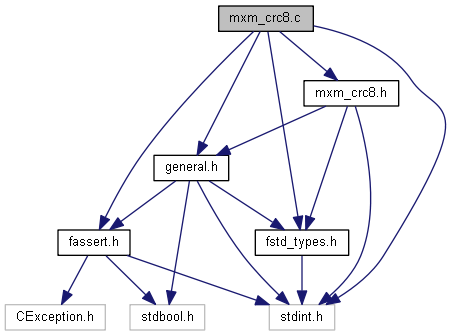 mxm_crc8.c
mxm_crc8.h
general.h
fassert.h
fstd_types.h
CException.h
stdbool.h
stdint.h